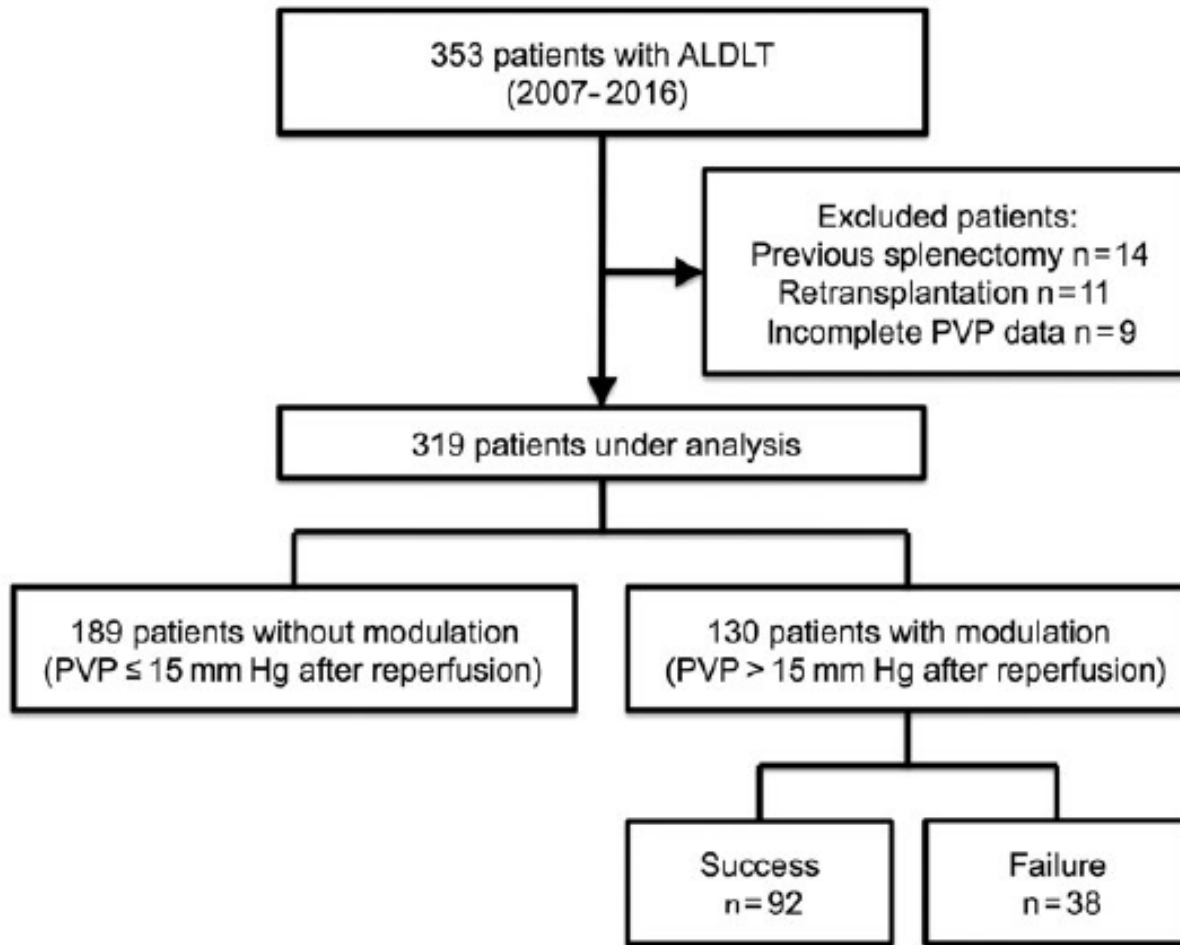 353 patients with ALDLT
(2007-2016)
Excluded patients:
Previous splenectomy n=14
Retransplantation n=11
Incomplete PVP data n=9
319 patients under analysis
189 patients without modulation
(PVP ≤ 15 mm Hg after reperfusion)
130 patients with modulation
(PVP > 15 mm Hg after reperfusion)
Success
n=92
Failure
n=38